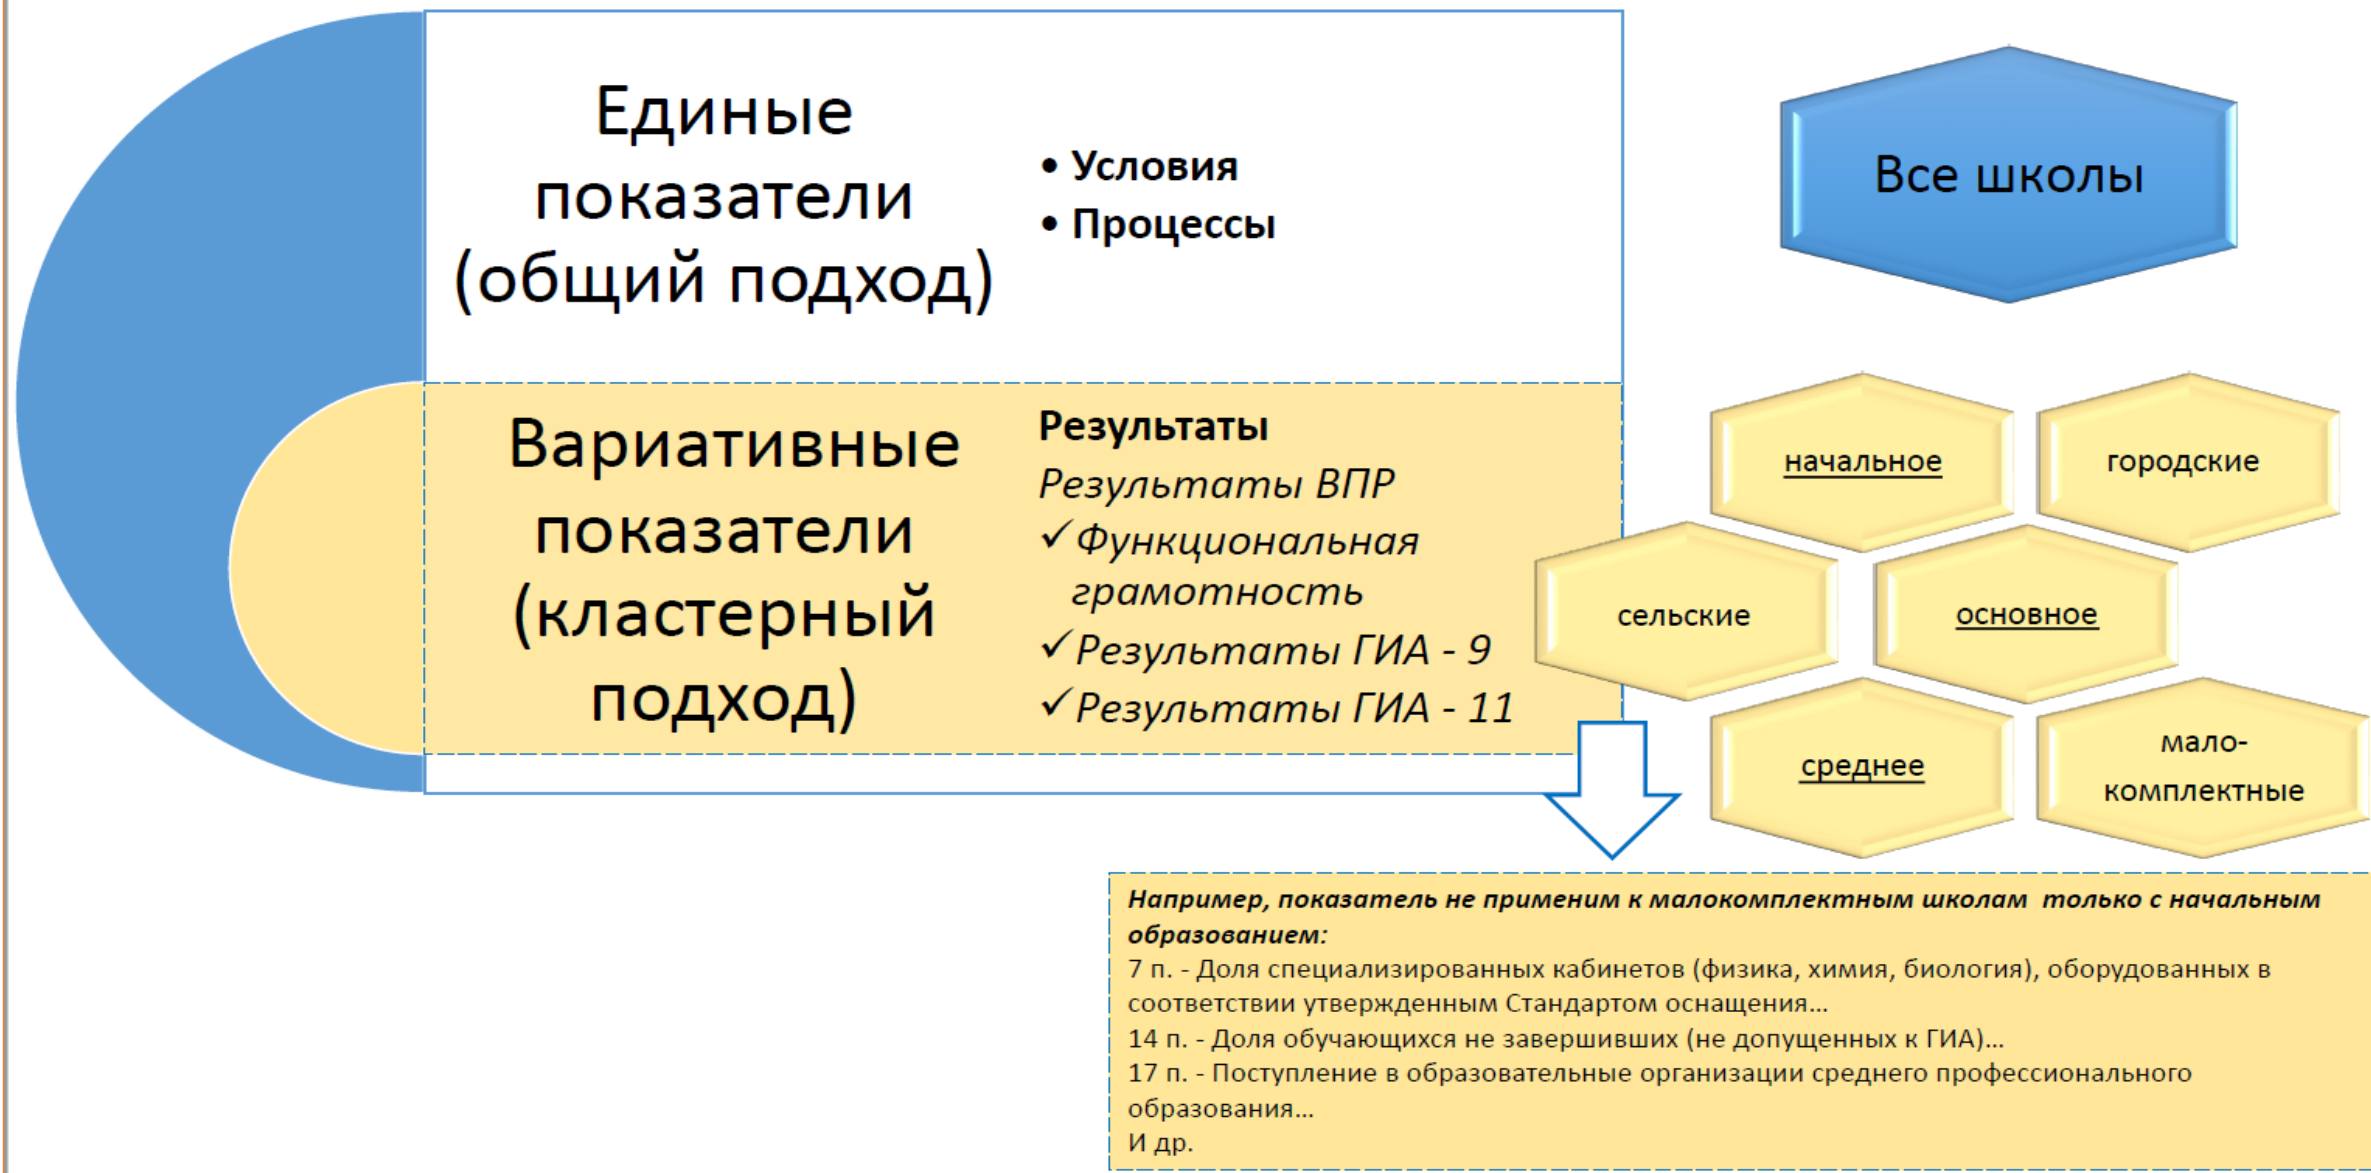 Единые
показатели
(общий подход)
• Условия
• Процессы
Все школы
Вариативные
показатели
(кластерный
подход)
Результаты
Результаты ВПР
✓Функциональная
грамотность
✓Результаты ГИА - 9
✓Результаты ГИА - 11
начальное
городские
сельские
основное
среднее
мало-
комплектные
Например, показатель не применим к малокомплектным школам только с начальным
образованием:
7 п. - Доля специализированных кабинетов (физика, химия, биология), оборудованных в
соответствии утвержденным Стандартом оснащения...
14 п. - Доля обучающихся не завершивших (не допущенных к ГИА)...
17 п. - Поступление в образовательные организации среднего профессионального
образования...
И др.